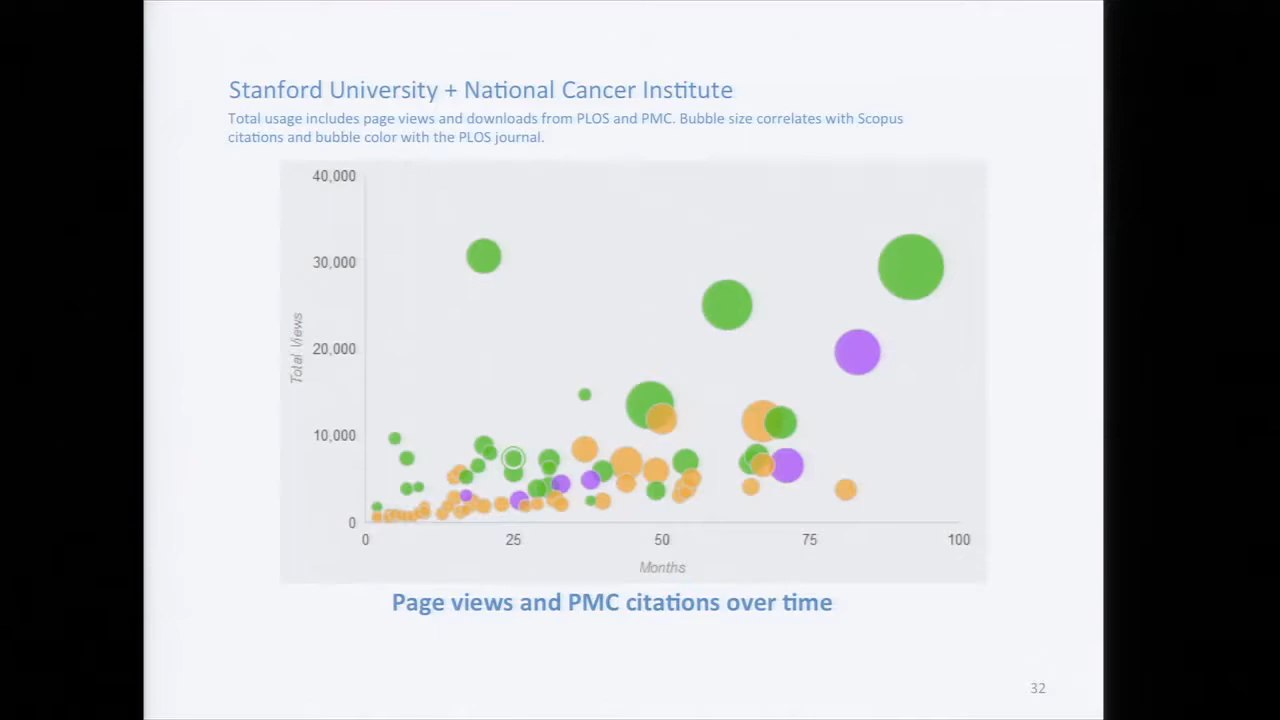 Stanford University + National Cancer Institute
Total usage includes page views and downloads from PLOS and PMC. Bubble size correlates with Scopus
citations and bubble color with the PLOS journal.
40,000
30,000
20,000
10,000
0
Total Views
0 25 50 75 100
Months
Page views and PMC citations over time
32